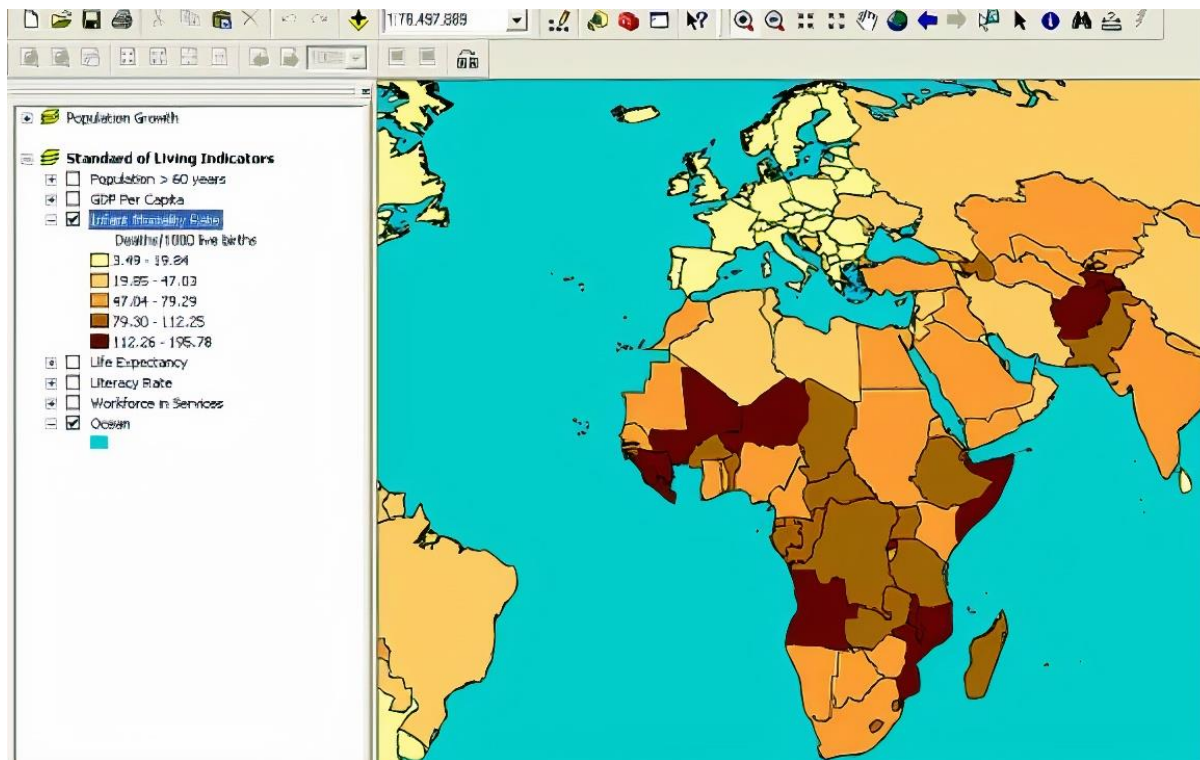 1:76,497,889
Population Growth
Standard of Living Indicators
Population > 60 years
GDP Per Capita
Infant Mortality Rate
Deaths/1000 live births
3.49 - 19.84
19.85 - 47.03
47.04 - 79.29
79.30 - 112.25
112.26 - 195.78
Life Expectancy
Literacy Rate
Workforce in Services
Ocean